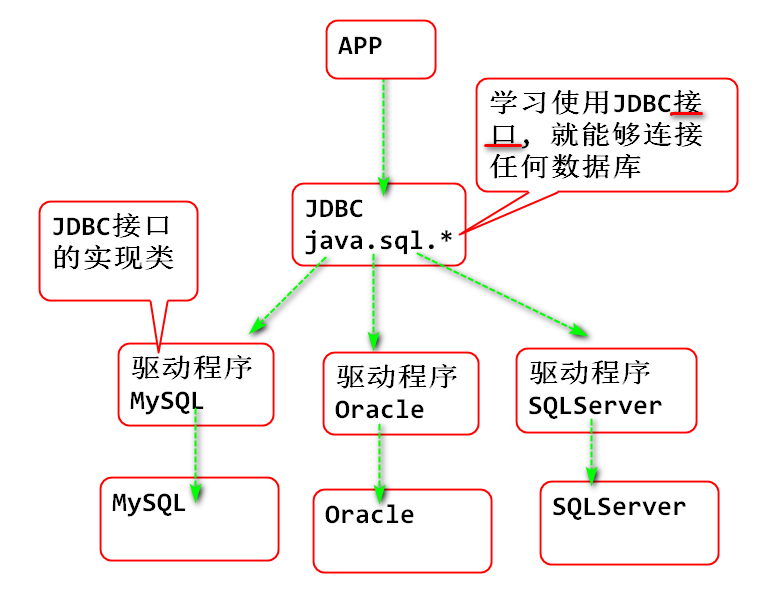 APP
学习使用JDBC接
口，就能够连接
任何数据库
JDBC
java.sql.*
JDBC接口
的实现类
驱动程序
MySQL
驱动程序
Oracle
驱动程序
SQLServer
MySQL
Oracle
SQLServer